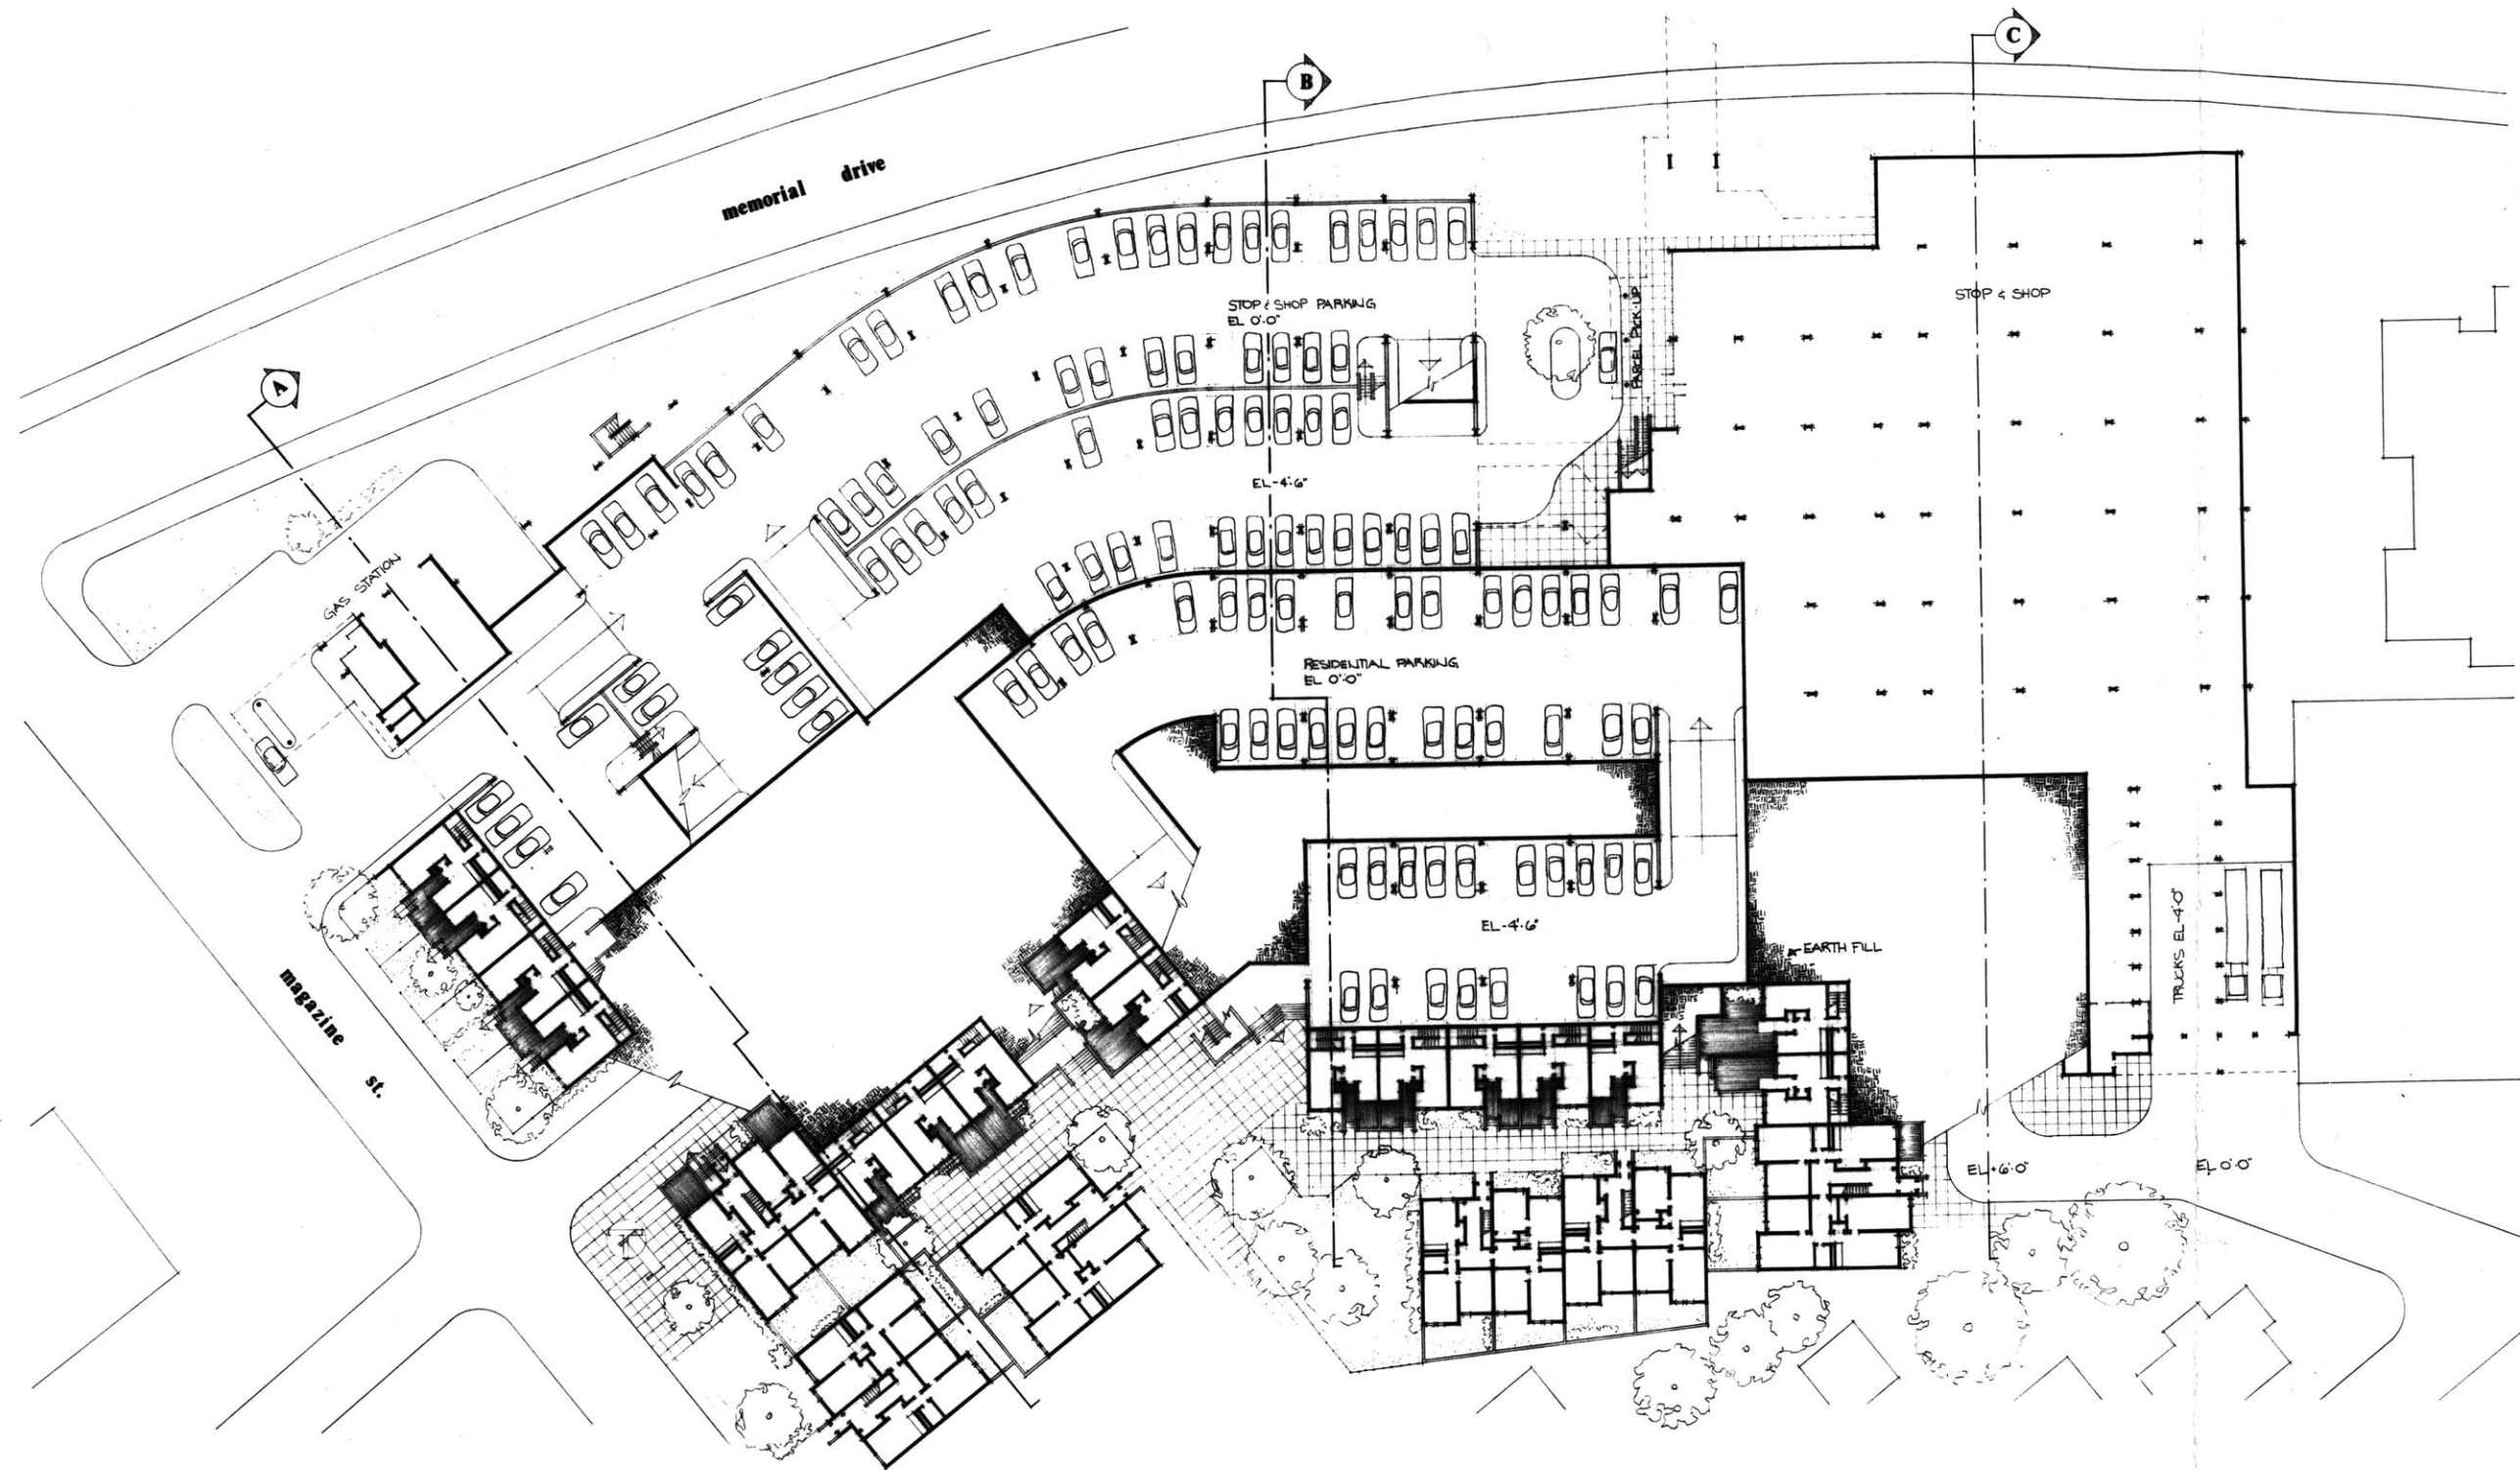 C
B
memorial drive
A
STOP & SHOP
STOP & SHOP PARKING
EL 0'-0"
PARCEL PICK-UP
EL-4'-6"
GAS STATION
RESIDENTIAL PARKING
EL 0'-0"
EL-4'-6"
EARTH FILL
TRUCKS EL-4'-0"
magazine st.
EL+6'-0"
EL 0'-0"